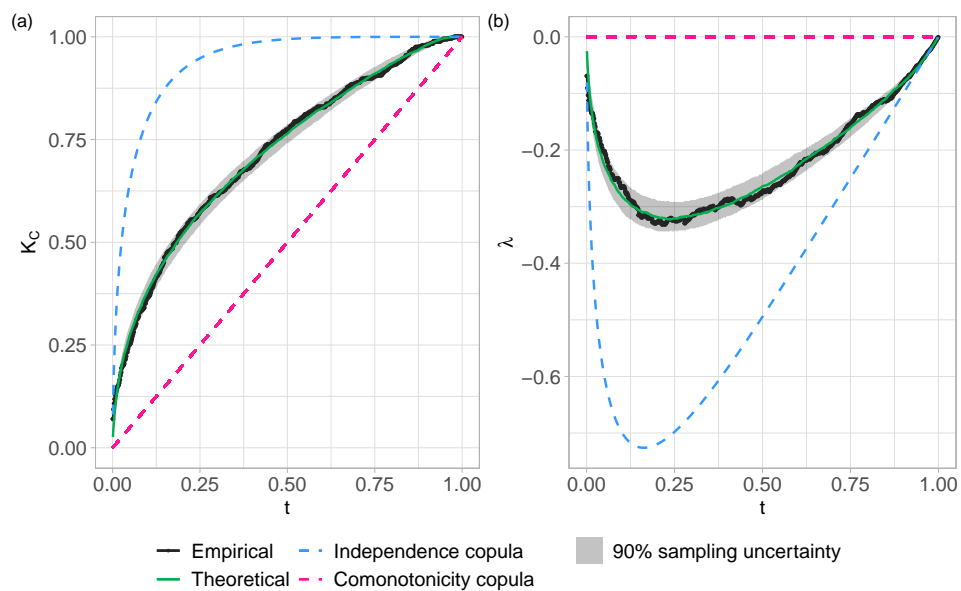 (a)
(b)
1.00
0.75
0.50
0.25
0.00
K_C
0.00 0.25 0.50 0.75 1.00
t
0.0
−0.2
−0.4
−0.6
λ
0.00 0.25 0.50 0.75 1.00
t
Empirical
Theoretical
Independence copula
Comonotonicity copula
90% sampling uncertainty